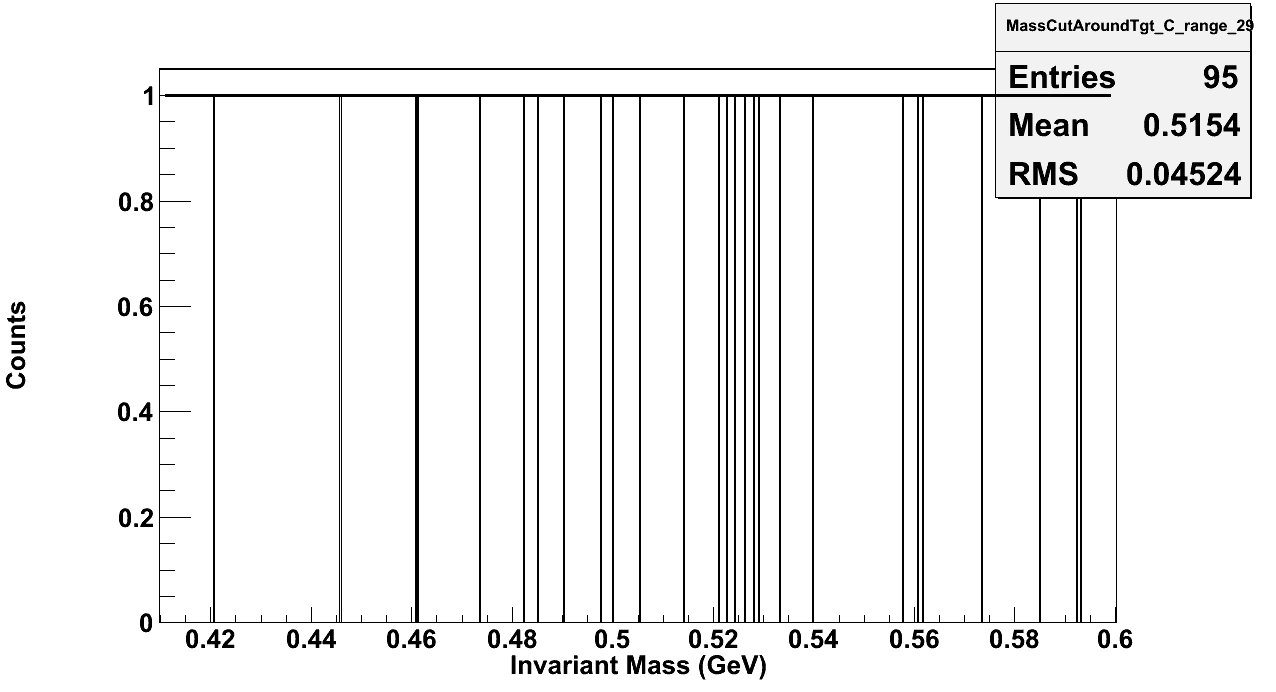 MassCutAroundTgt_C_range_29
Entries 95
Mean 0.5154
RMS 0.04524
1
0.8
0.6
0.4
0.2
0
Counts
0.42 0.44 0.46 0.48 0.5 0.52 0.54 0.56 0.58 0.6
Invariant Mass (GeV)